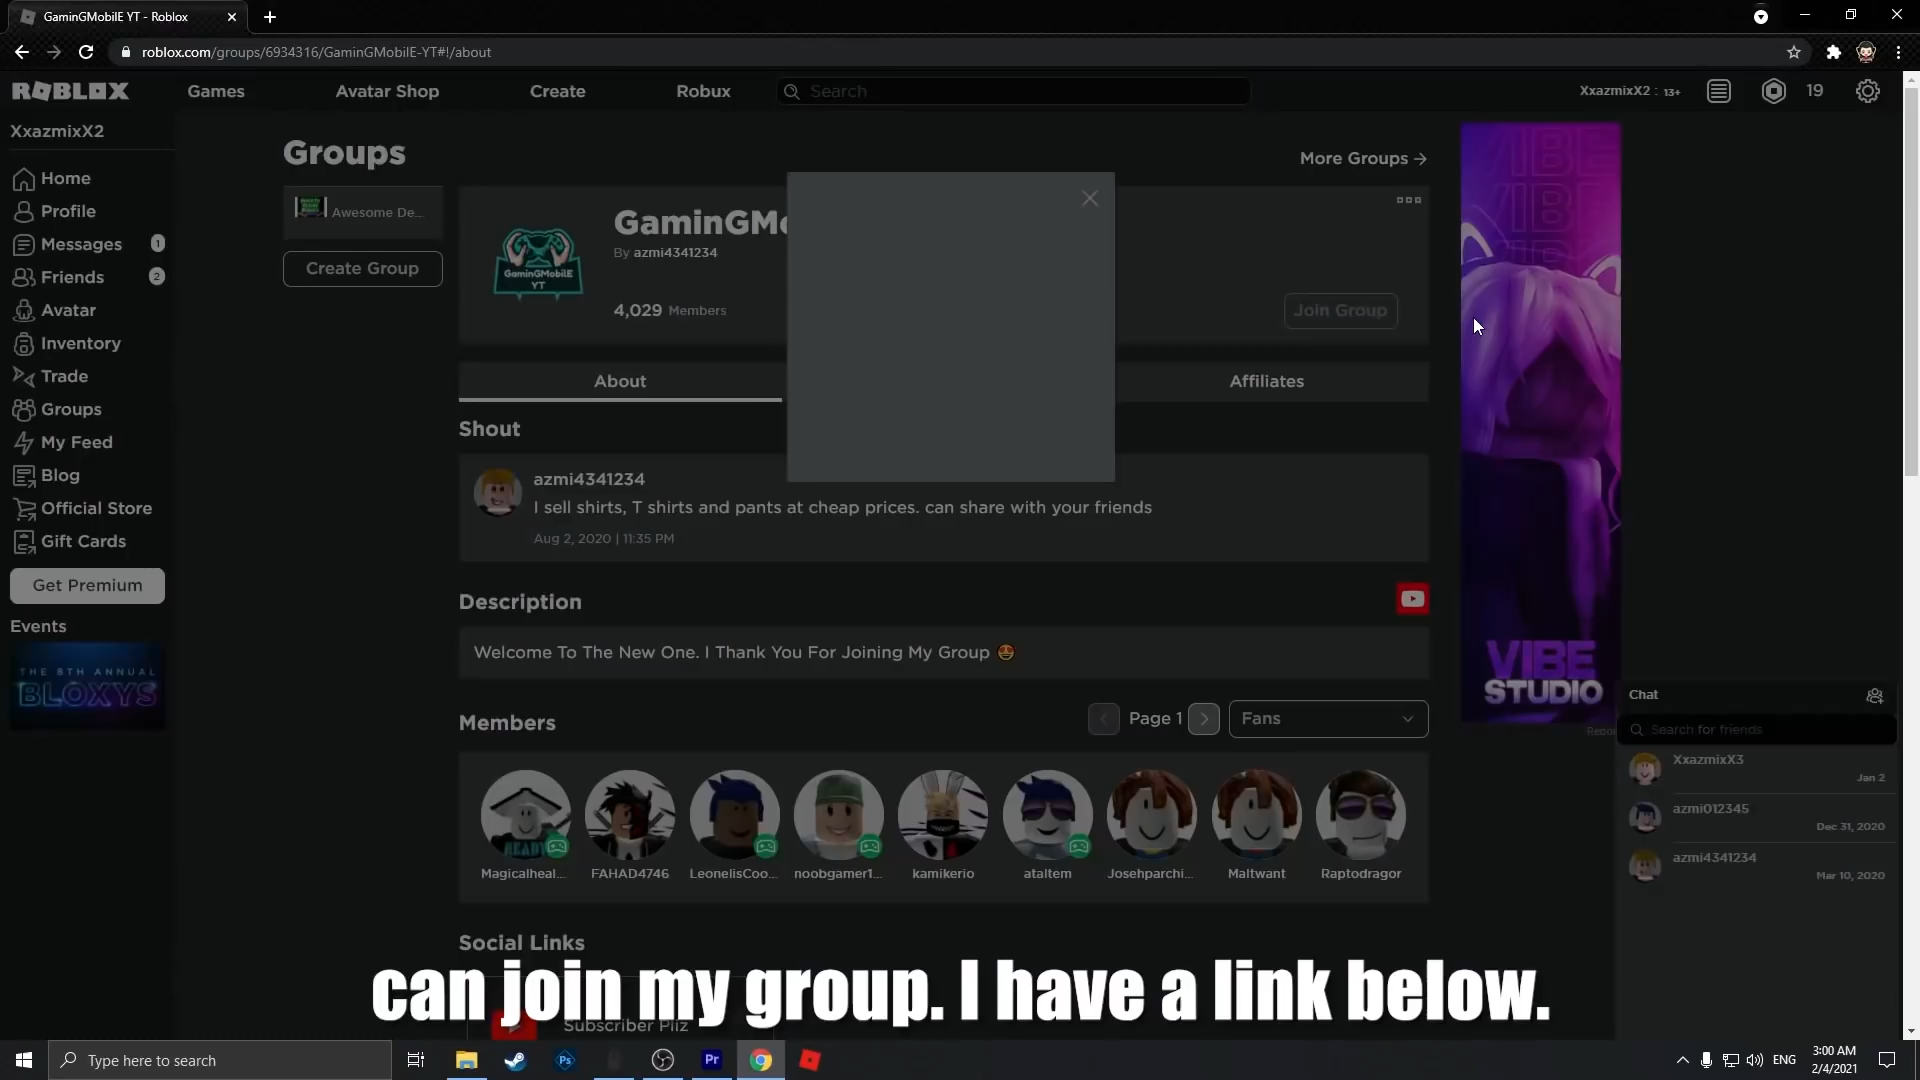 GaminGMobilE YT - Roblox
roblox.com/groups/6934316/GaminGMobilE-YT#!/about
ROBLOX
Games
Avatar Shop
Create
Robux
Search
XxazmixX2 : 13+
19
XxazmixX2
Home
Profile
Messages 1
Friends 2
Avatar
Inventory
Trade
Groups
My Feed
Blog
Official Store
Gift Cards
Get Premium
Events
THE 8TH ANNUAL
BLOXYS
Groups
More Groups →
Awesome De...
Create Group
GaminGMobilE
YT
GaminGMo
By azmi4341234
4,029 Members
Join Group
About
Affiliates
Shout
azmi4341234
I sell shirts, T shirts and pants at cheap prices. can share with your friends
Aug 2, 2020 | 11:35 PM
Description
Welcome To The New One. I Thank You For Joining My Group 🤩
Members
Page 1
Fans
Magicalheal...
FAHAD4746
LeonelisCoo...
noobgamer1...
kamikerio
ataltem
Josehparchi...
Maltwant
Raptodragor
Social Links
Subscriber Pliz
can join my group. I have a link below.
VIBE
VIBE
VIBE
STUDIO
Chat
Search for friends
XxazmixX3
Jan 2
azmi012345
Dec 31, 2020
azmi4341234
Mar 10, 2020
Type here to search
Ps
Pr
ENG
3:00 AM
2/4/2021